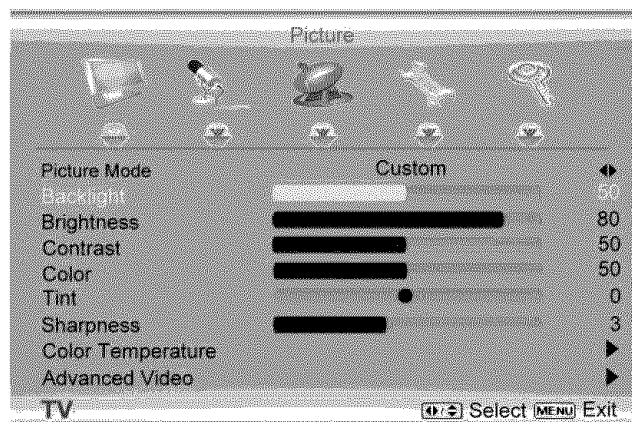 Picture
Picture Mode Custom
Backlight 50
Brightness 80
Contrast 50
Color 50
Tint 0
Sharpness 3
Color Temperature
Advanced Video
TV Select MENU Exit